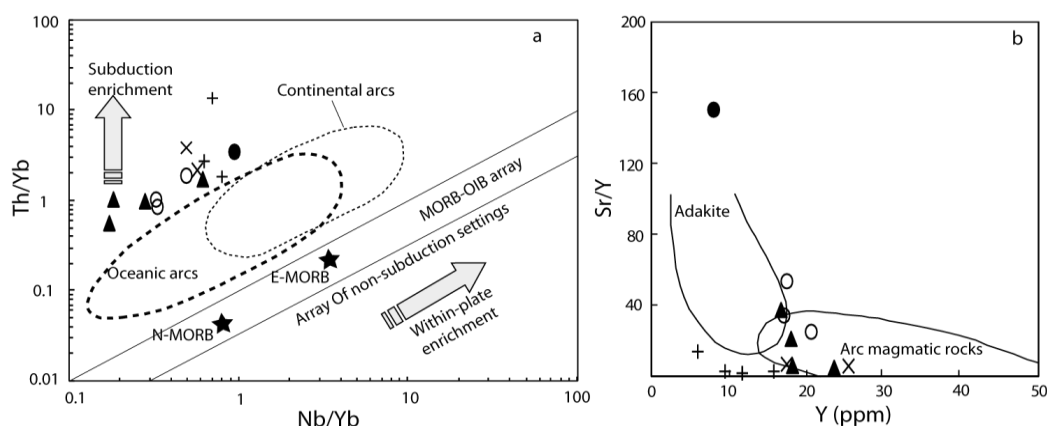 a
100
10
1
0.1
0.01
Th/Yb
0.1
1
10
100
Nb/Yb
Subduction
enrichment
Continental arcs
MORB-OIB array
Array Of non-subduction settings
Oceanic arcs
E-MORB
N-MORB
Within-plate
enrichment
b
200
160
120
80
40
0
Sr/Y
10
20
30
40
50
Y (ppm)
Adakite
Arc magmatic rocks